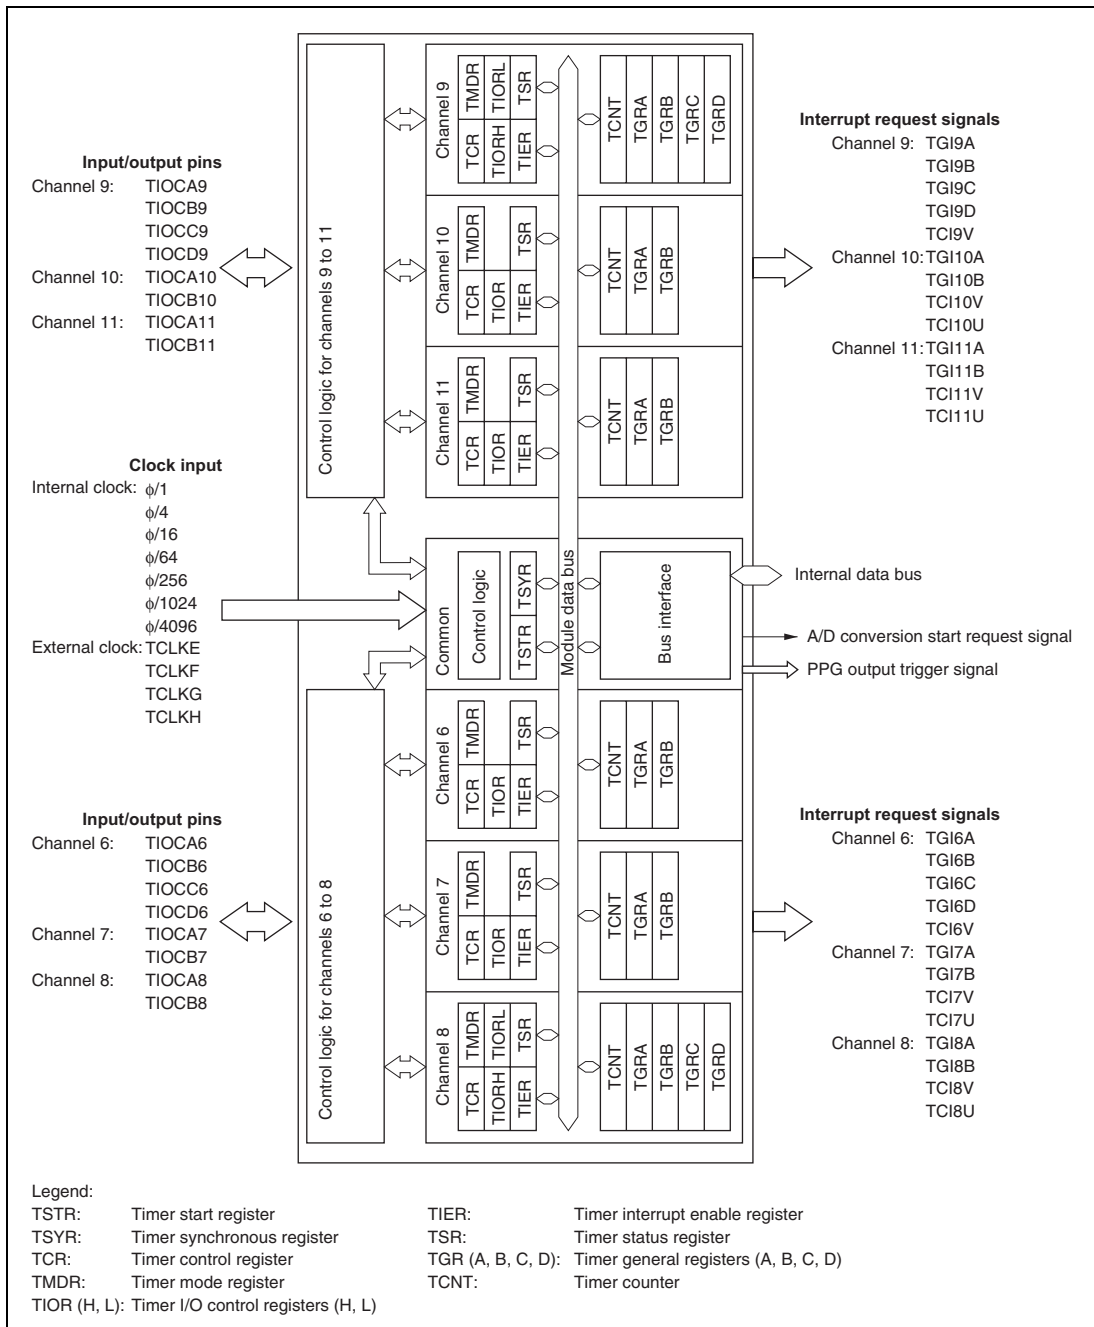 Input/output pins
Channel 9: TIOCA9
TIOCB9
TIOCC9
TIOCD9
Channel 10: TIOCA10
TIOCB10
Channel 11: TIOCA11
TIOCB11
Clock input
Internal clock: ϕ/1
ϕ/4
ϕ/16
ϕ/64
ϕ/256
ϕ/1024
ϕ/4096
External clock: TCLKE
TCLKF
TCLKG
TCLKH
Input/output pins
Channel 6: TIOCA6
TIOCB6
TIOCC6
TIOCD6
Channel 7: TIOCA7
TIOCB7
Channel 8: TIOCA8
TIOCB8
Control logic for channels 9 to 11
Control logic for channels 6 to 8
Channel 9
TCR
TMDR
TIORH
TIORL
TIER
TSR
TCNT
TGRA
TGRB
TGRC
TGRD
Channel 10
TCR
TMDR
TIOR
TIER
TSR
TCNT
TGRA
TGRB
Channel 11
TCR
TMDR
TIOR
TIER
TSR
TCNT
TGRA
TGRB
Common
Control logic
TSTR
TSYR
Module data bus
Bus interface
Channel 6
TCR
TMDR
TIOR
TIER
TSR
TCNT
TGRA
TGRB
Channel 7
TCR
TMDR
TIOR
TIER
TSR
TCNT
TGRA
TGRB
Channel 8
TCR
TMDR
TIORH
TIORL
TIER
TSR
TCNT
TGRA
TGRB
TGRC
TGRD
Interrupt request signals
Channel 9: TGI9A
TGI9B
TGI9C
TGI9D
TCI9V
Channel 10: TGI10A
TGI10B
TCI10V
TCI10U
Channel 11: TGI11A
TGI11B
TCI11V
TCI11U
Internal data bus
A/D conversion start request signal
PPG output trigger signal
Interrupt request signals
Channel 6: TGI6A
TGI6B
TGI6C
TGI6D
TCI6V
Channel 7: TGI7A
TGI7B
TCI7V
TCI7U
Channel 8: TGI8A
TGI8B
TCI8V
TCI8U
Legend:
TSTR: Timer start register
TSYR: Timer synchronous register
TCR: Timer control register
TMDR: Timer mode register
TIOR (H, L): Timer I/O control registers (H, L)
TIER: Timer interrupt enable register
TSR: Timer status register
TGR (A, B, C, D): Timer general registers (A, B, C, D)
TCNT: Timer counter